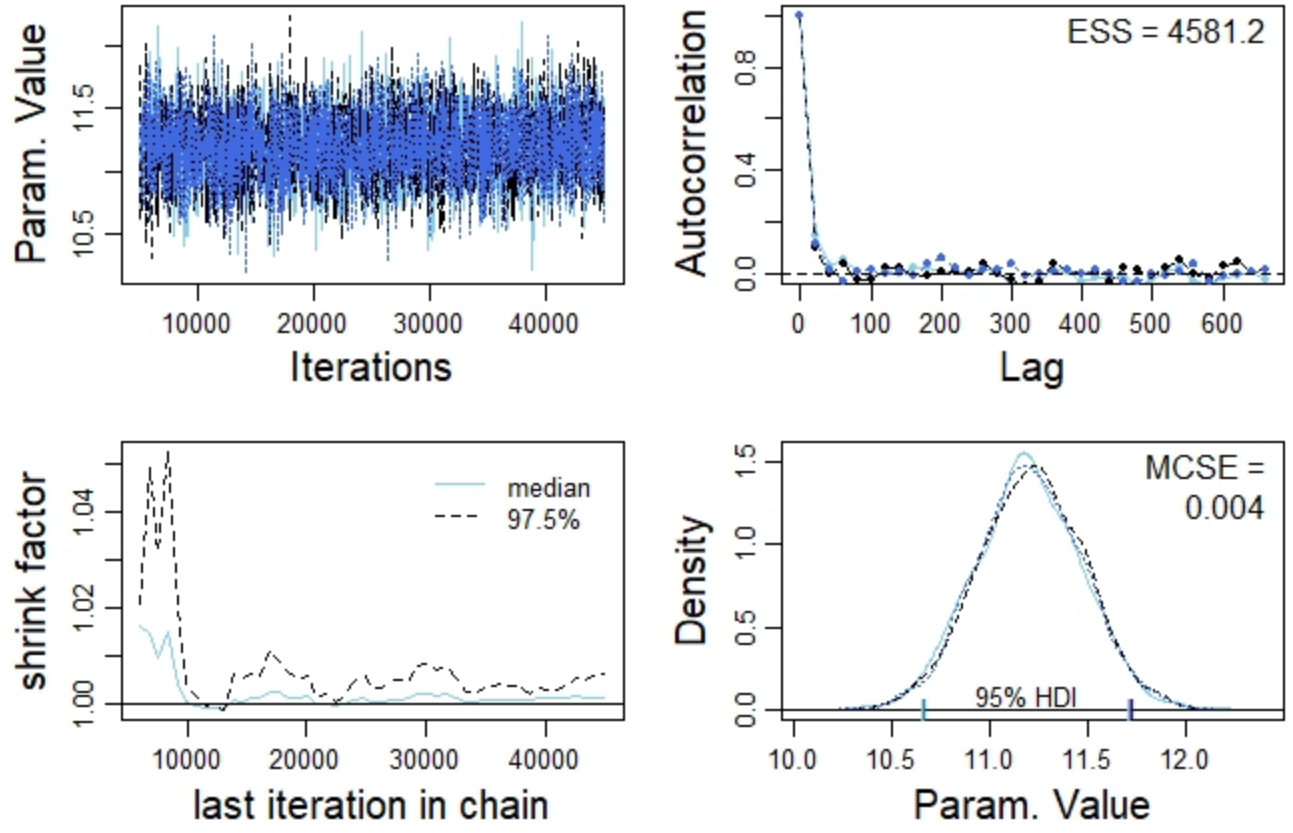 Param. Value
11.5
10.5
10000 20000 30000 40000
Iterations
Autocorrelation
0.8
0.4
0.0
ESS = 4581.2
0 100 200 300 400 500 600
Lag
shrink factor
1.04
1.02
1.00
median
97.5%
10000 20000 30000 40000
last iteration in chain
Density
1.5
1.0
0.5
0.0
MCSE =
0.004
95% HDI
10.0 10.5 11.0 11.5 12.0
Param. Value